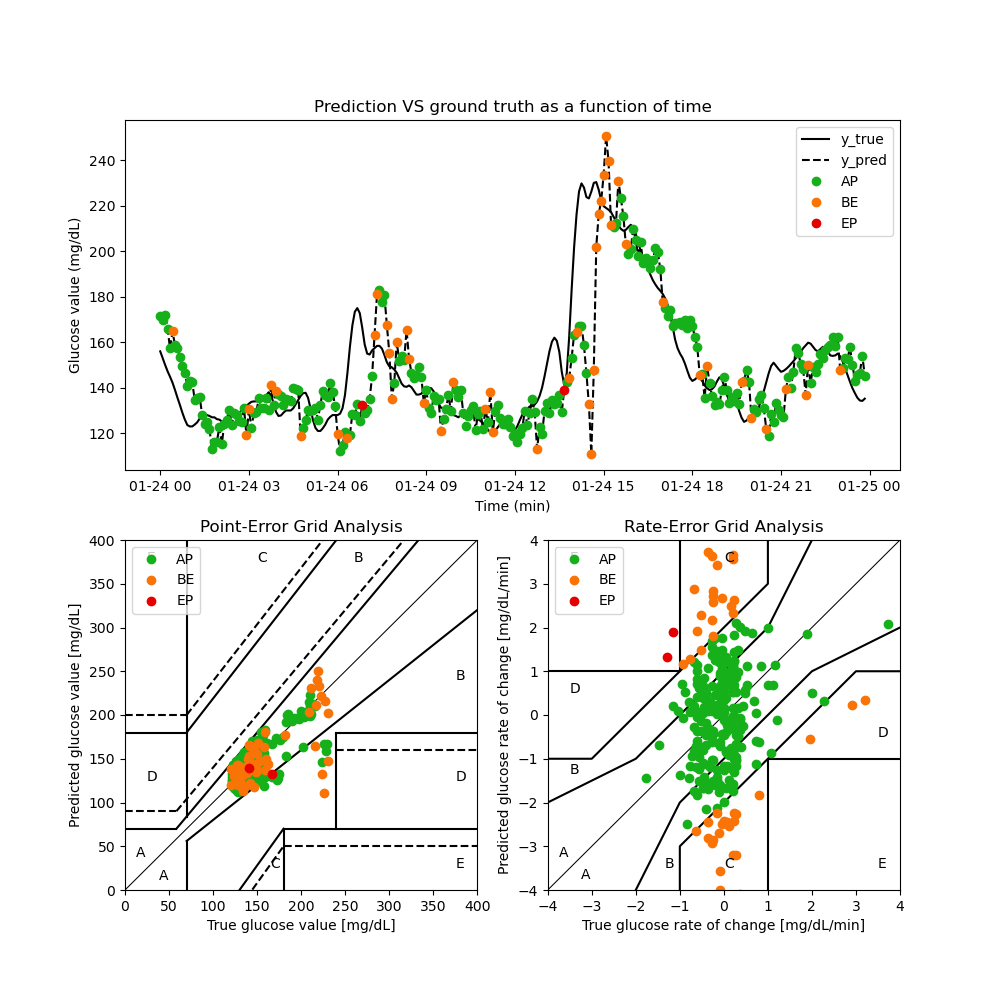 Prediction VS ground truth as a function of time
Glucose value (mg/dL)
240
220
200
180
160
140
120
y_true
y_pred
AP
BE
EP
01-24 00 01-24 03 01-24 06 01-24 09 01-24 12 01-24 15 01-24 18 01-24 21 01-25 00
Time (min)
Point-Error Grid Analysis
Predicted glucose value [mg/dL]
400
350
300
250
200
150
100
50
0
AP
BE
EP
C
B
B
D
D
A
A
C
E
0 50 100 150 200 250 300 350 400
True glucose value [mg/dL]
Rate-Error Grid Analysis
Predicted glucose rate of change [mg/dL/min]
4
3
2
1
0
−1
−2
−3
−4
AP
BE
EP
C
D
D
B
A
A
B
C
E
−4 −3 −2 −1 0 1 2 3 4
True glucose rate of change [mg/dL/min]